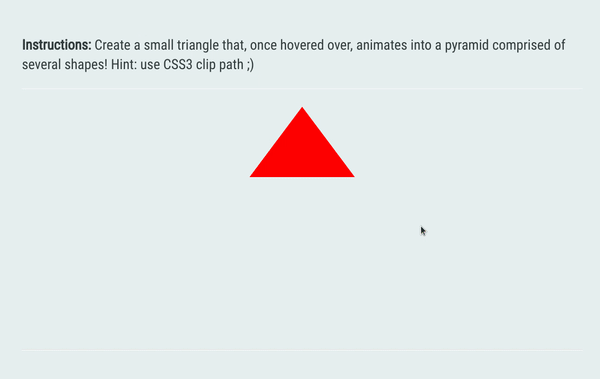 Instructions: Create a small triangle that, once hovered over, animates into a pyramid comprised of
several shapes! Hint: use CSS3 clip path ;)